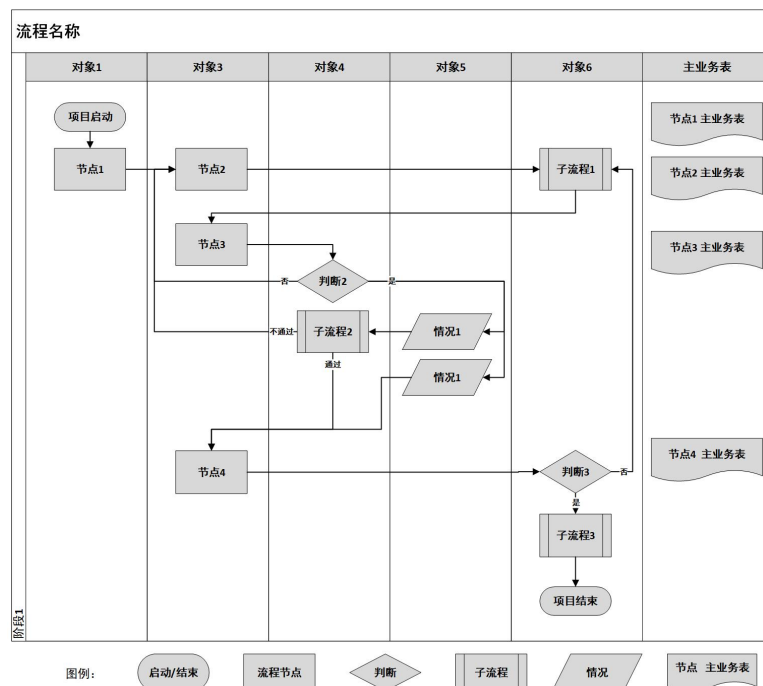 流程名称
对象1 对象3 对象4 对象5 对象6 主业务表
项目启动
节点1 主业务表
节点1 节点2 子流程1
节点2 主业务表
节点3
节点3 主业务表
否 判断2 是
不通过 子流程2 情况1
通过
情况1
节点4 判断3 否
节点4 主业务表
是
子流程3
项目结束
阶段1
图例： 启动/结束 流程节点 判断 子流程 情况 节点 主业务表